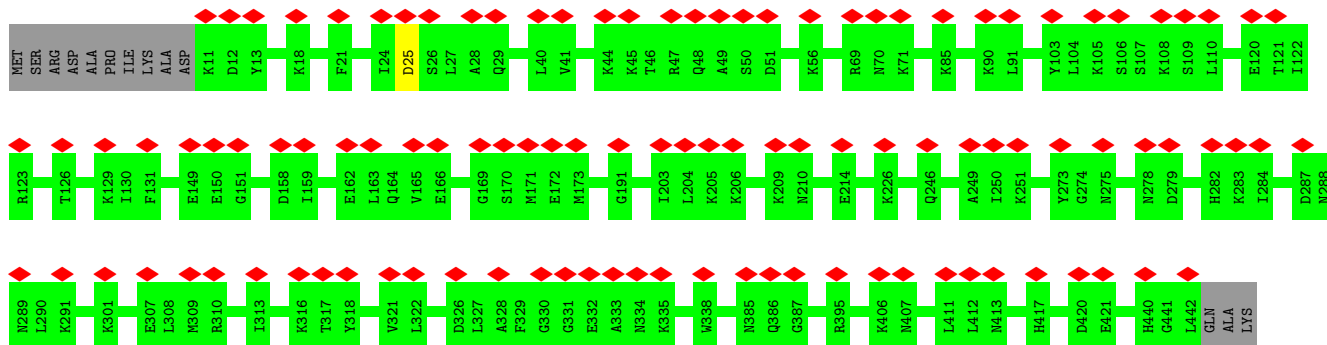 MET SER ARG ASP ALA PRO ILE LYS ALA ASP K11 D12 Y13 K18 F21 I24 D25 S26 L27 A28 Q29 L40 V41 K44 K45 T46 R47 Q48 A49 S50 D51 K56 R69 N70 K71 K85 K90 L91 Y103 L104 K105 S106 S107 K108 S109 L110 E120 T121 I122
R123 T126 K129 I130 F131 E149 E150 G151 D158 I159 E162 L163 Q164 V165 E166 G169 S170 M171 E172 M173 G191 I203 L204 K205 K206 K209 N210 E214 K226 Q246 A249 I250 K251 Y273 G274 N275 N278 D279 H282 K283 I284 D287 N288
N289 L290 K291 K301 E307 L308 M309 R310 I313 K316 T317 Y318 V321 L322 D326 L327 A328 F329 G330 G331 E332 A333 N334 K335 W338 N385 Q386 G387 R395 K406 N407 L411 L412 N413 H417 D420 E421 H440 G441 L442 GLN ALA LYS